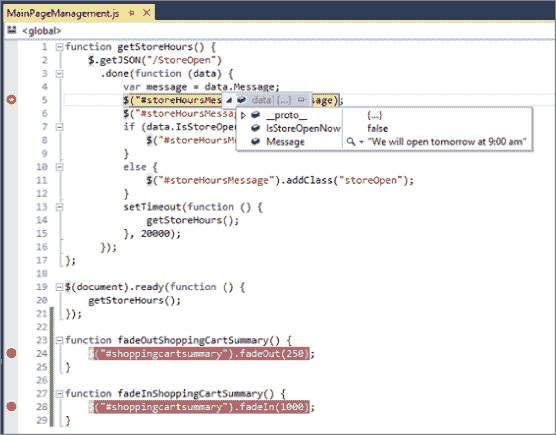 MainPageManagement.js
<global>
1 function getStoreHours() {
2 $.getJSON("/StoreOpen")
3 .done(function (data) {
4 var message = data.Message;
5 $("#storeHoursMes data {...} sage);
6 $("#storeHoursMes __proto__ {...}
7 if (data.IsStoreOpen IsStoreOpenNow false
8 $("#storeHoursM Message "We will open tomorrow at 9:00 am"
9 }
10 else {
11 $("#storeHoursMessage").addClass("storeOpen");
12 }
13 setTimeout(function () {
14 getStoreHours();
15 }, 20000);
16 });
17 };
18
19 $(document).ready(function () {
20 getStoreHours();
21 });
22
23 function fadeOutShoppingCartSummary() {
24 $("#shoppingcartsummary").fadeOut(250);
25 }
26
27 function fadeInShoppingCartSummary() {
28 $("#shoppingcartsummary").fadeIn(1000);
29 }